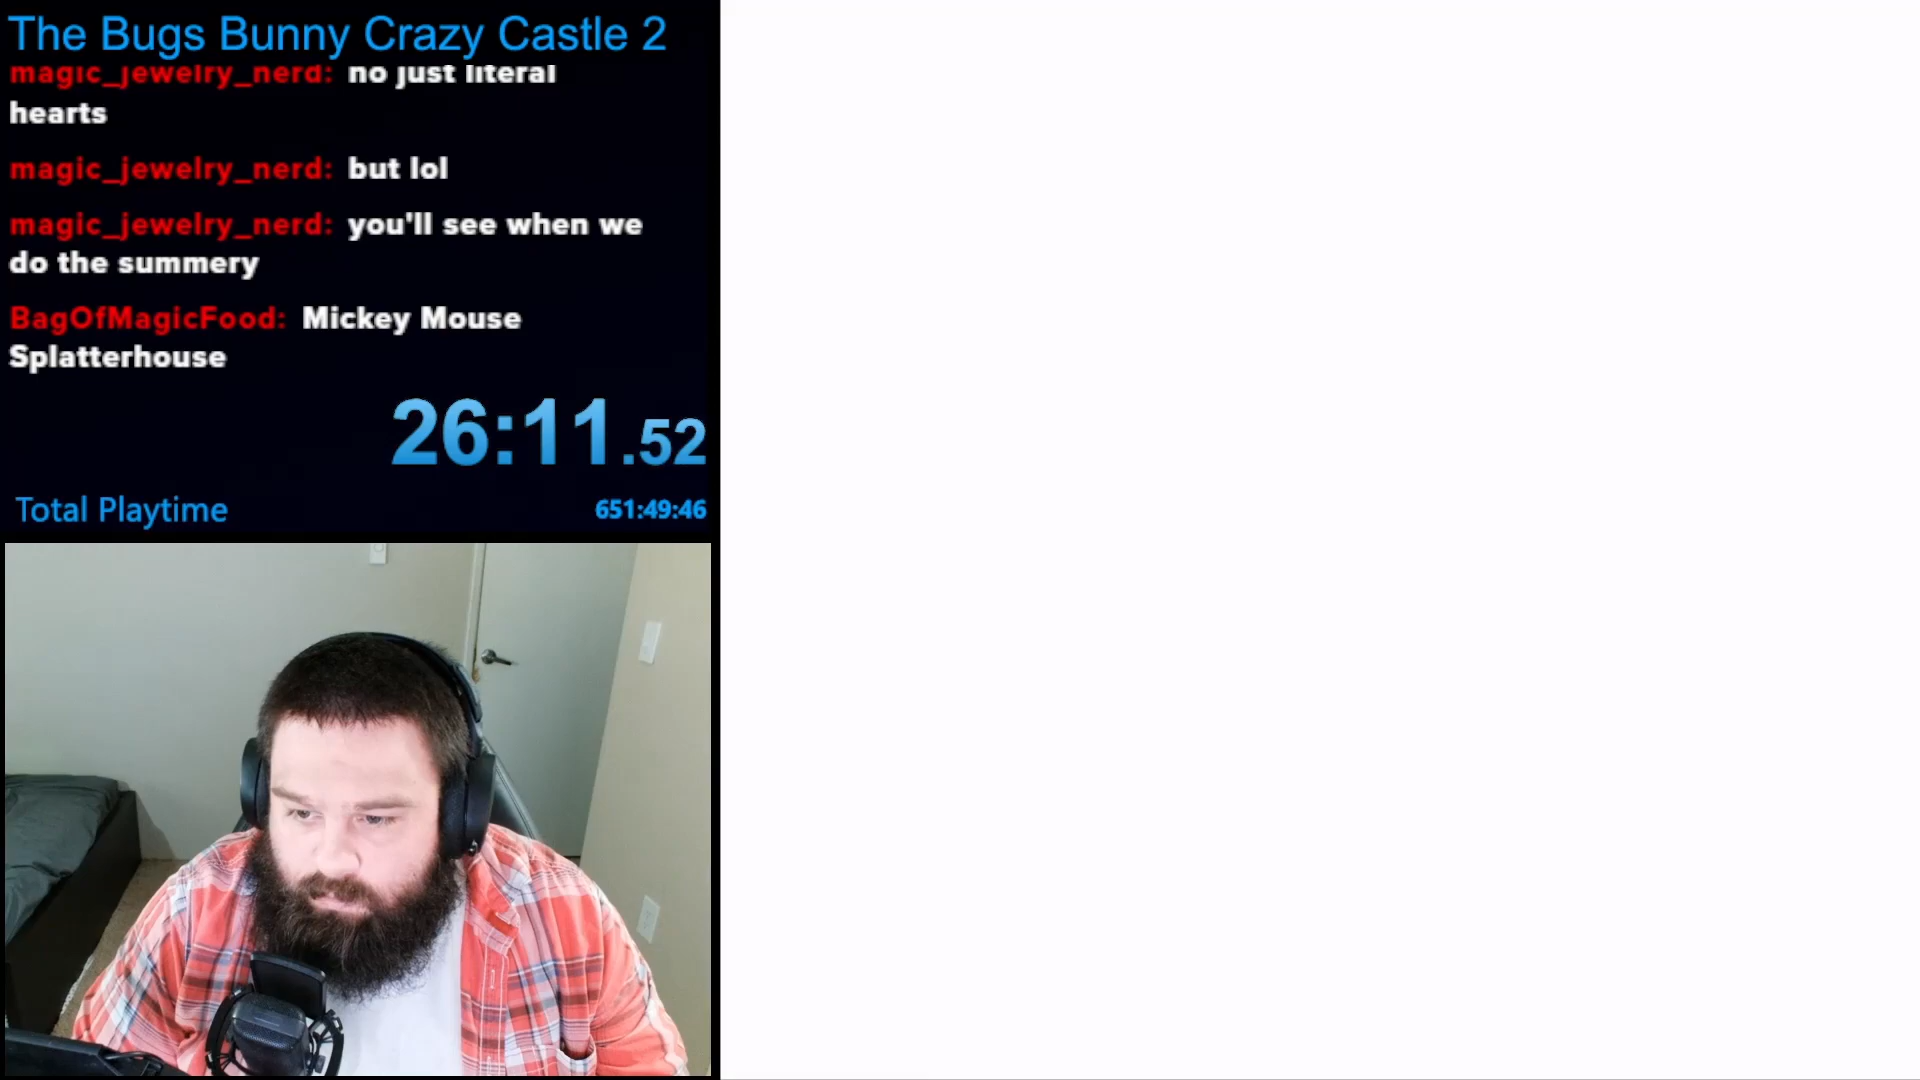 The Bugs Bunny Crazy Castle 2
magic_jewelry_nerd: no just literal
hearts
magic_jewelry_nerd: but lol
magic_jewelry_nerd: you'll see when we
do the summery
BagOfMagicFood: Mickey Mouse
Splatterhouse
26:11.52
Total Playtime 651:49:46